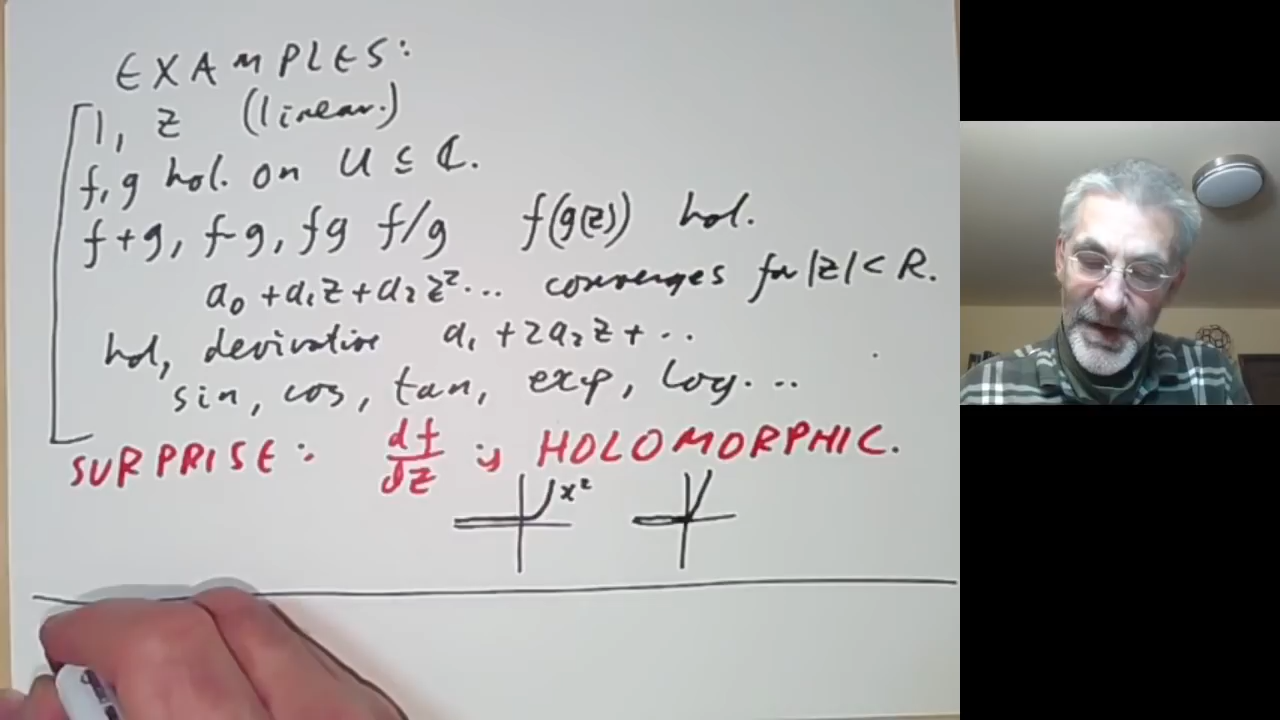 EXAMPLES:
1, z (linear.)
f, g hol. on U ⊆ ℂ.
f+g, f-g, fg f/g f(g(z)) hol.
a₀ + a₁z + a₂z² ... converges for |z| < R.
hol, derivative a₁ + 2a₂z + ..
sin, cos, tan, exp, log...
SURPRISE: df/dz is HOLOMORPHIC.
x²